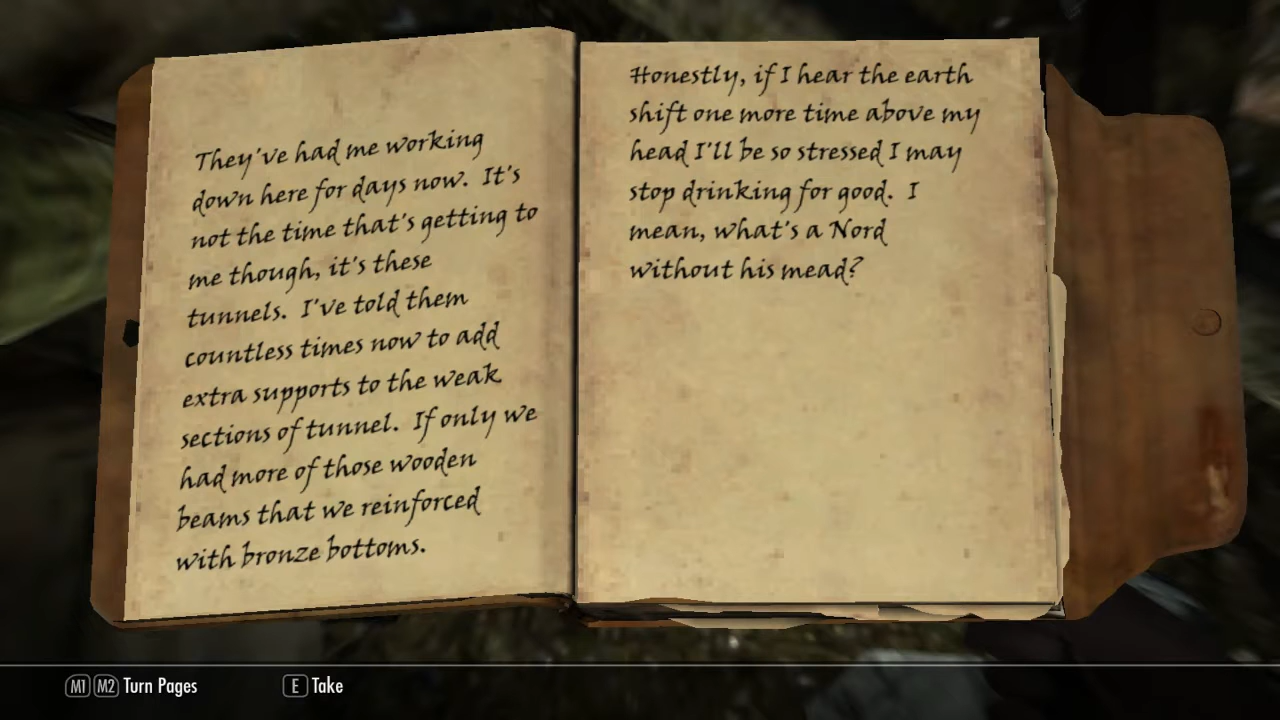 They've had me working
down here for days now. It's
not the time that's getting to
me though, it's these
tunnels. I've told them
countless times now to add
extra supports to the weak
sections of tunnel. If only we
had more of those wooden
beams that we reinforced
with bronze bottoms.
Honestly, if I hear the earth
shift one more time above my
head I'll be so stressed I may
stop drinking for good. I
mean, what's a Nord
without his mead?
M1 M2 Turn Pages
E Take